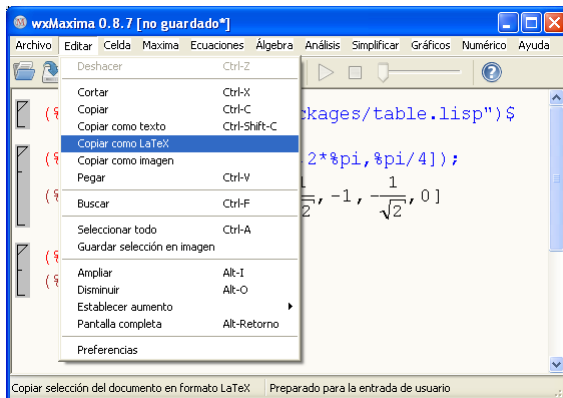 wxMaxima 0.8.7 [no guardado*]
Archivo Editar Celda Maxima Ecuaciones Álgebra Análisis Simplificar Gráficos Numérico Ayuda
Deshacer Ctrl-Z
Cortar Ctrl-X
Copiar Ctrl-C
Copiar como texto Ctrl-Shift-C
Copiar como LaTeX
Copiar como imagen
Pegar Ctrl-V
Buscar Ctrl-F
Seleccionar todo Ctrl-A
Guardar selección en imagen
Ampliar Alt-I
Disminuir Alt-O
Establecer aumento
Pantalla completa Alt-Retorno
Preferencias
(% ckages/table.lisp")$
(% 2*%pi,%pi/4]);
(% , -1, -1/√2, 0]
(%
(%
Copiar selección del documento en formato LaTeX Preparado para la entrada de usuario